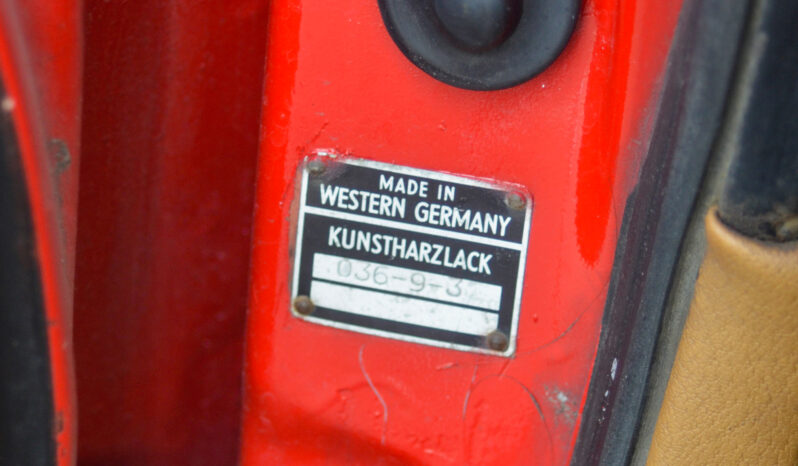 MADE IN
WESTERN GERMANY
KUNSTHARZLACK
036-9-3